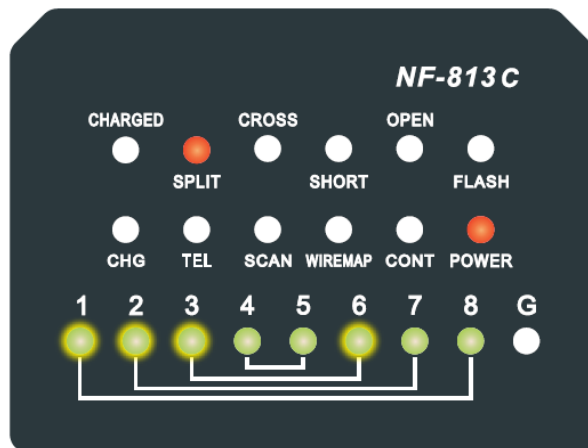 NF-813C
CHARGED CROSS OPEN
SPLIT SHORT FLASH
CHG TEL SCAN WIREMAP CONT POWER
1 2 3 4 5 6 7 8 G